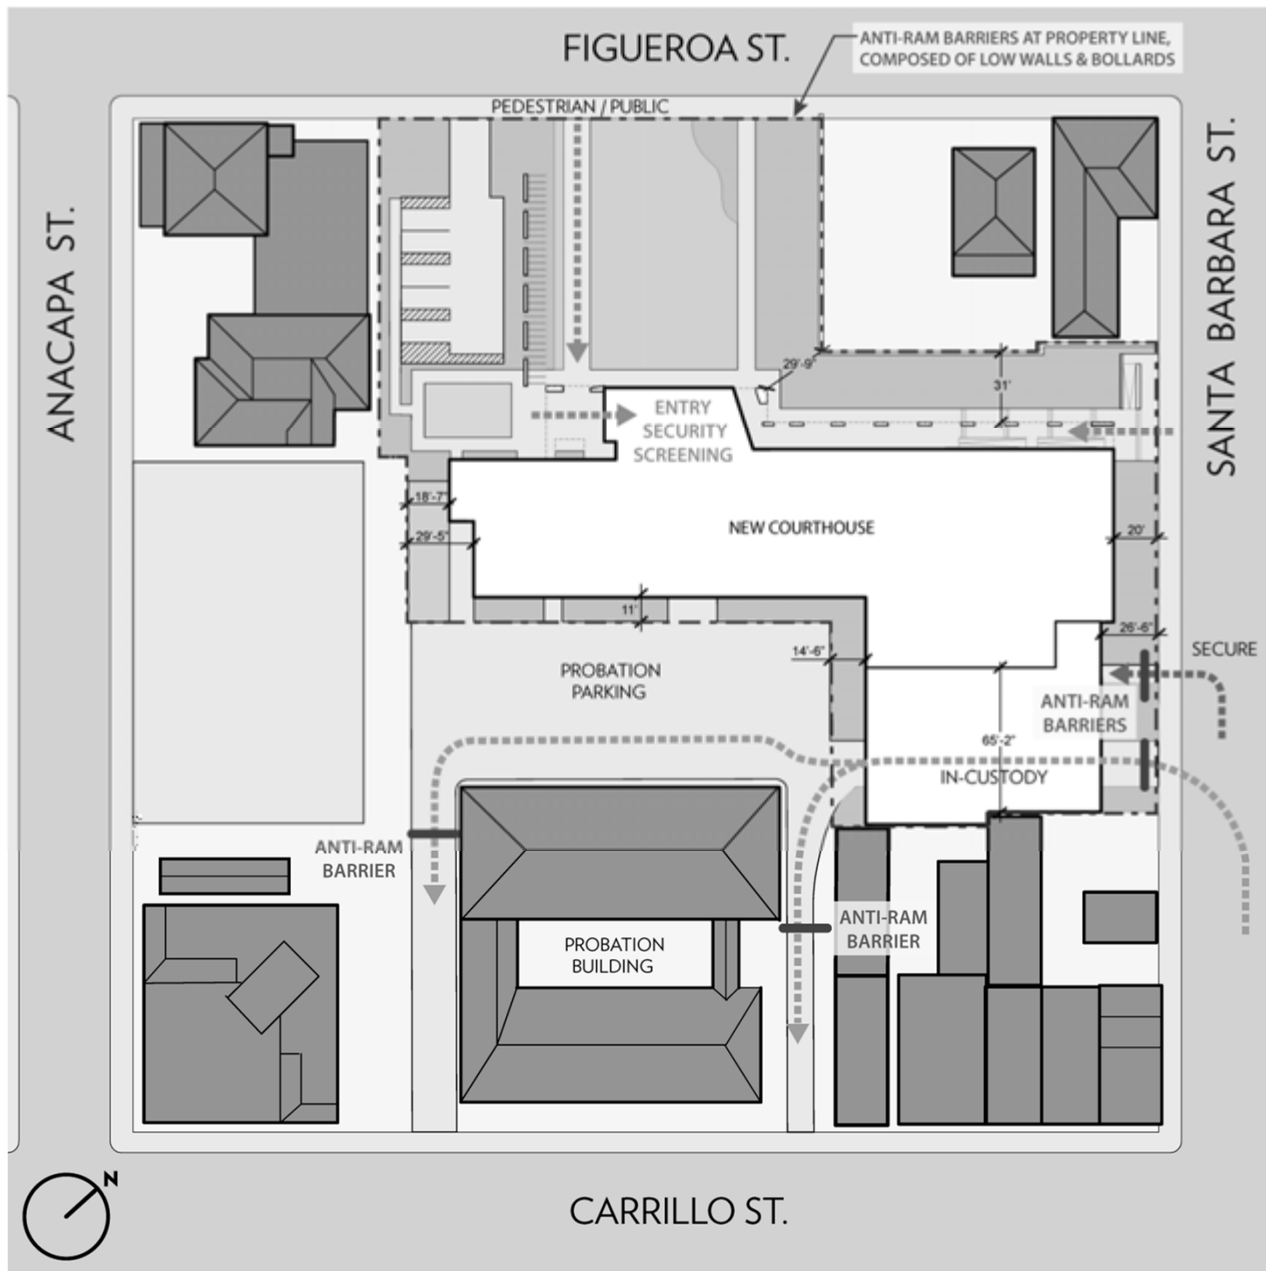 FIGUEROA ST.
ANTI-RAM BARRIERS AT PROPERTY LINE,
COMPOSED OF LOW WALLS & BOLLARDS
PEDESTRIAN / PUBLIC
ANACAPA ST.
SANTA BARBARA ST.
29'-9"
31'
ENTRY
SECURITY
SCREENING
18'-7"
NEW COURTHOUSE
29'-5"
20'
11'
26'-6"
14'-6"
SECURE
PROBATION
PARKING
ANTI-RAM
BARRIERS
65'-2"
IN-CUSTODY
ANTI-RAM
BARRIER
ANTI-RAM
BARRIER
PROBATION
BUILDING
N
CARRILLO ST.